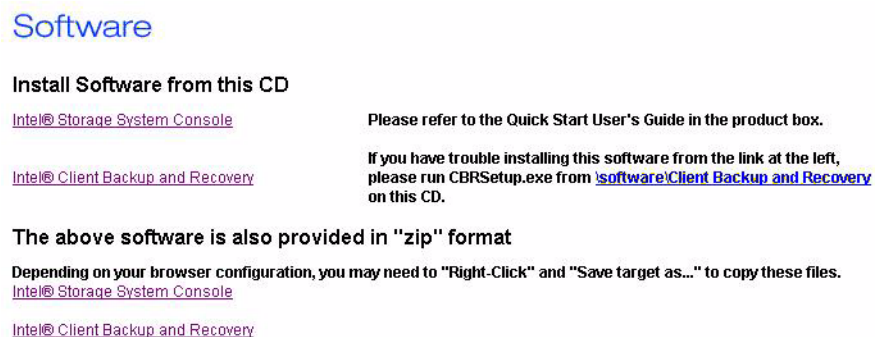 Software
Install Software from this CD
Intel® Storage System Console
Please refer to the Quick Start User's Guide in the product box.
Intel® Client Backup and Recovery
If you have trouble installing this software from the link at the left,
please run CBRSetup.exe from \software\Client Backup and Recovery
on this CD.
The above software is also provided in "zip" format
Depending on your browser configuration, you may need to "Right-Click" and "Save target as..." to copy these files.
Intel® Storage System Console
Intel® Client Backup and Recovery